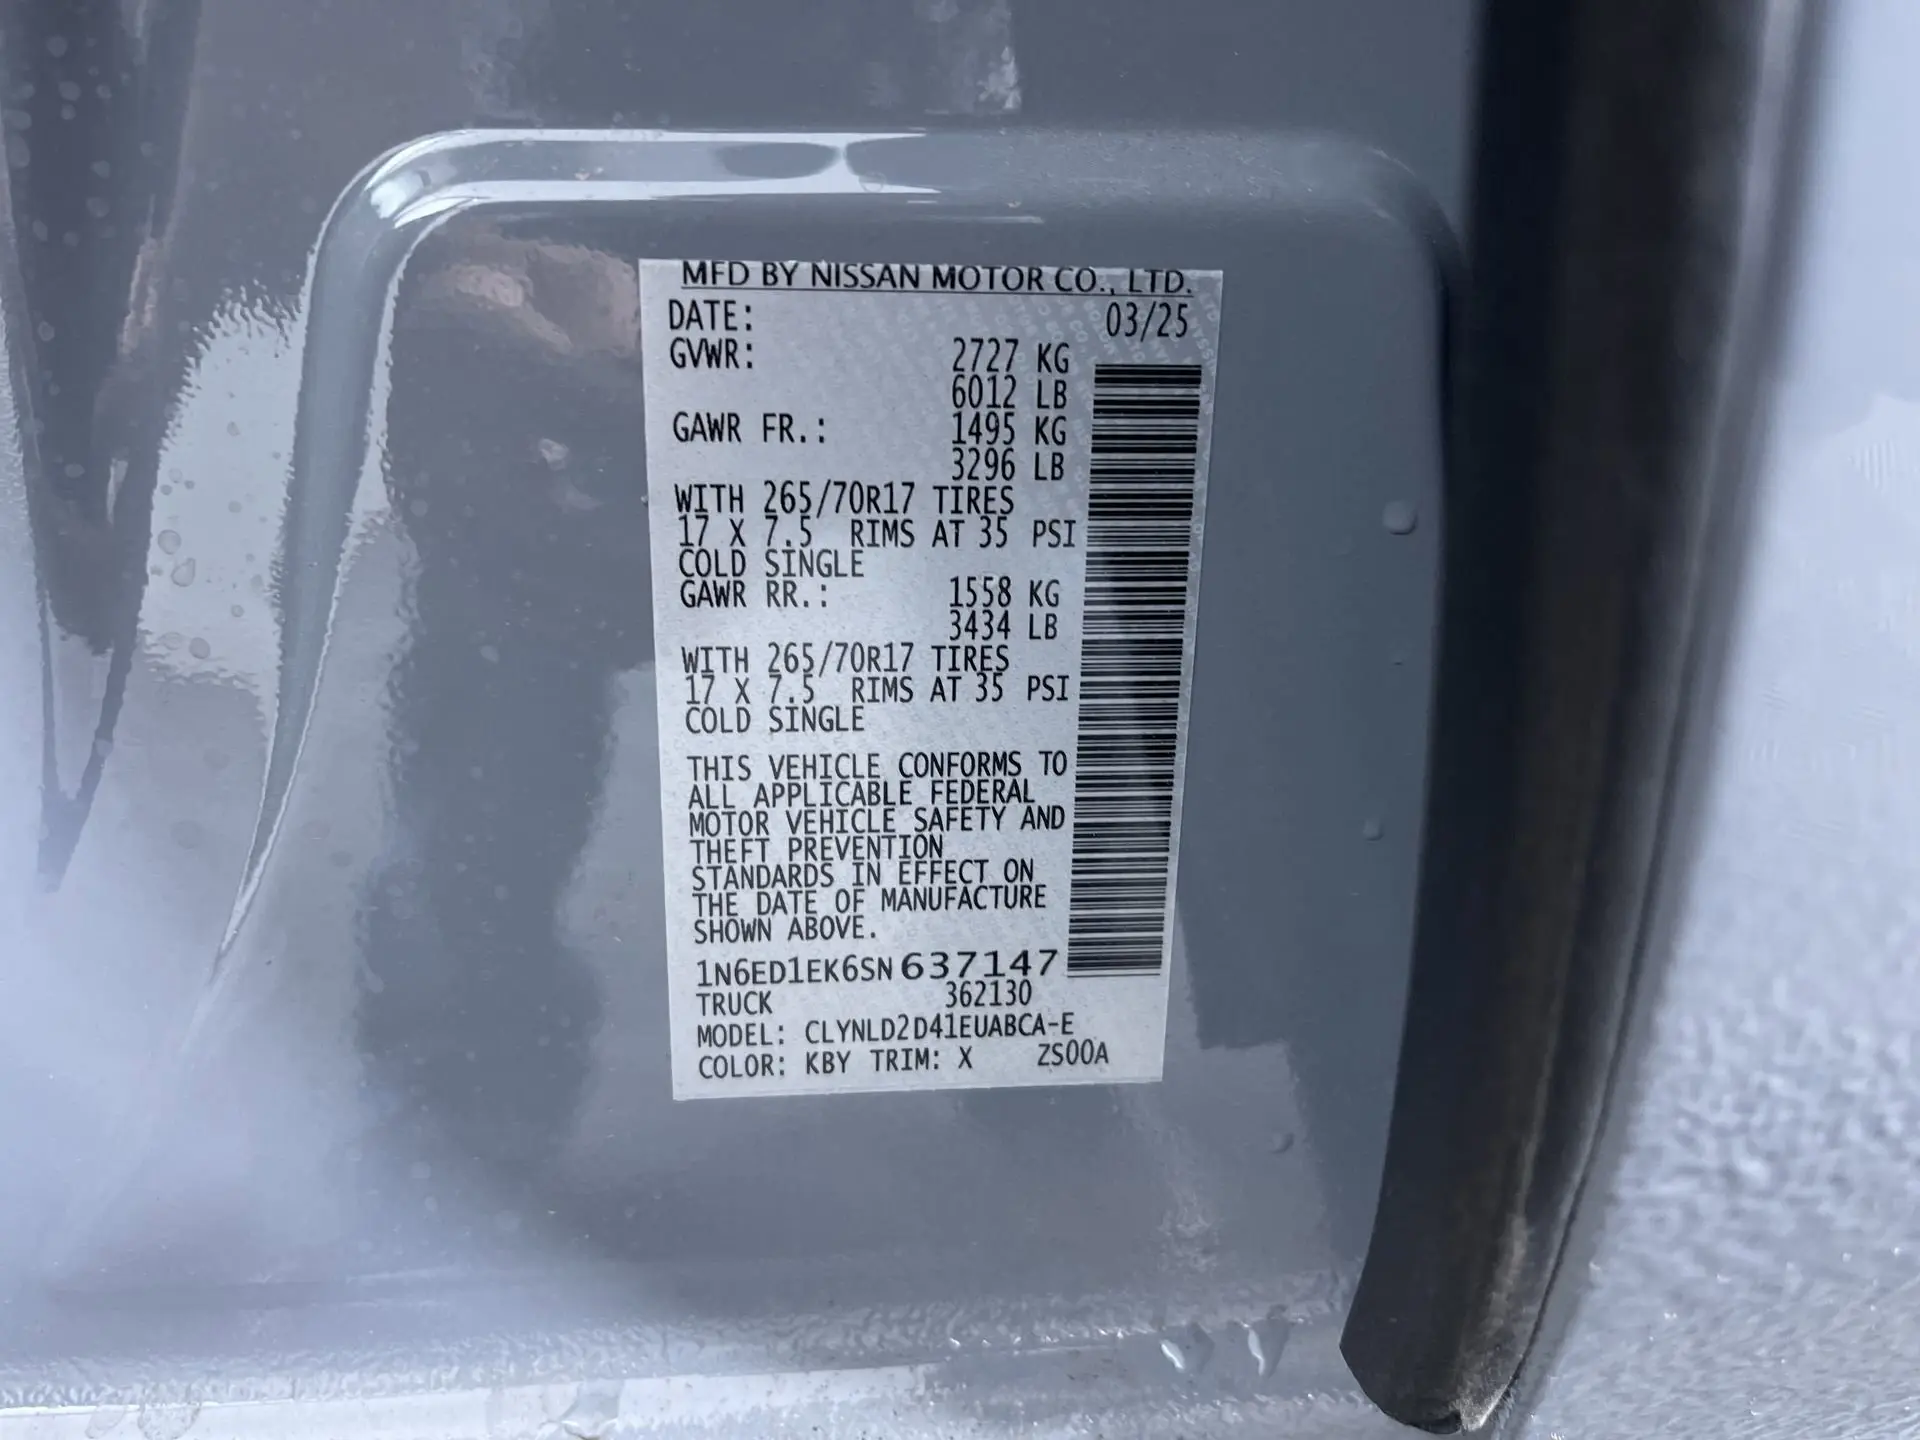 MFD BY NISSAN MOTOR CO., LTD.
DATE: 03/25
GVWR: 2727 KG
6012 LB
GAWR FR.: 1495 KG
3296 LB
WITH 265/70R17 TIRES
17 X 7.5 RIMS AT 35 PSI
COLD SINGLE
GAWR RR.: 1558 KG
3434 LB
WITH 265/70R17 TIRES
17 X 7.5 RIMS AT 35 PSI
COLD SINGLE
THIS VEHICLE CONFORMS TO
ALL APPLICABLE FEDERAL
MOTOR VEHICLE SAFETY AND
THEFT PREVENTION
STANDARDS IN EFFECT ON
THE DATE OF MANUFACTURE
SHOWN ABOVE.
1N6ED1EK6SN637147
TRUCK 362130
MODEL: CLYNLD2D41EUABCA-E
COLOR: KBY TRIM: X ZS00A